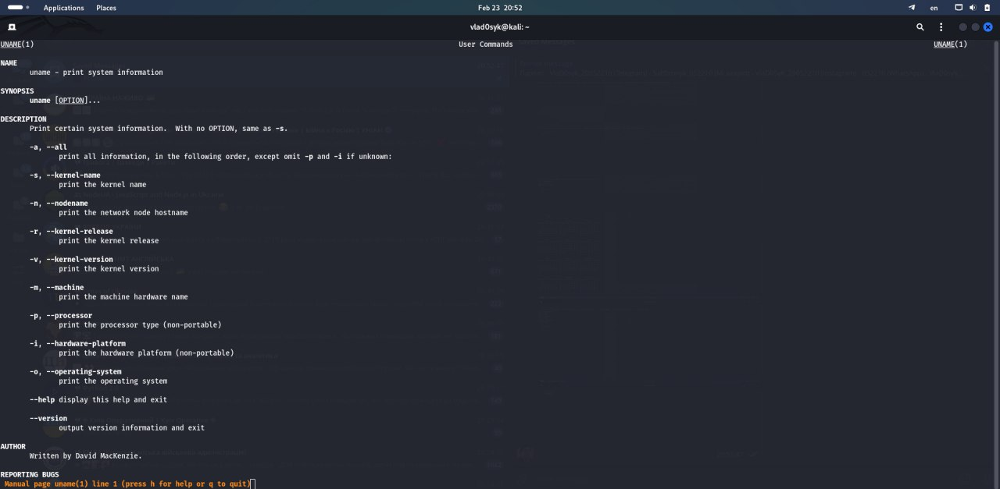 Applications Places Feb 23 20:52 en
vlad0syk@kali: ~
UNAME(1) User Commands UNAME(1)
NAME
uname - print system information
SYNOPSIS
uname [OPTION]...
DESCRIPTION
Print certain system information. With no OPTION, same as -s.
-a, --all
print all information, in the following order, except omit -p and -i if unknown:
-s, --kernel-name
print the kernel name
-n, --nodename
print the network node hostname
-r, --kernel-release
print the kernel release
-v, --kernel-version
print the kernel version
-m, --machine
print the machine hardware name
-p, --processor
print the processor type (non-portable)
-i, --hardware-platform
print the hardware platform (non-portable)
-o, --operating-system
print the operating system
--help display this help and exit
--version
output version information and exit
AUTHOR
Written by David MacKenzie.
REPORTING BUGS
Manual page uname(1) line 1 (press h for help or q to quit)